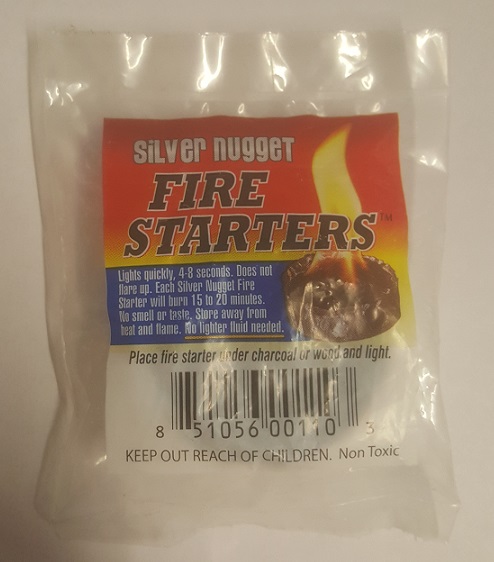 SiLVer nuggeT
FIRE
STARTERS™
Lights quickly, 4-8 seconds. Does not
flare up. Each Silver Nugget Fire
Starter will burn 15 to 20 minutes.
No smell or taste. Store away from
heat and flame. No lighter fluid needed.
Place fire starter under charcoal or wood and light.
8 51056 00110 3
KEEP OUT REACH OF CHILDREN. Non Toxic